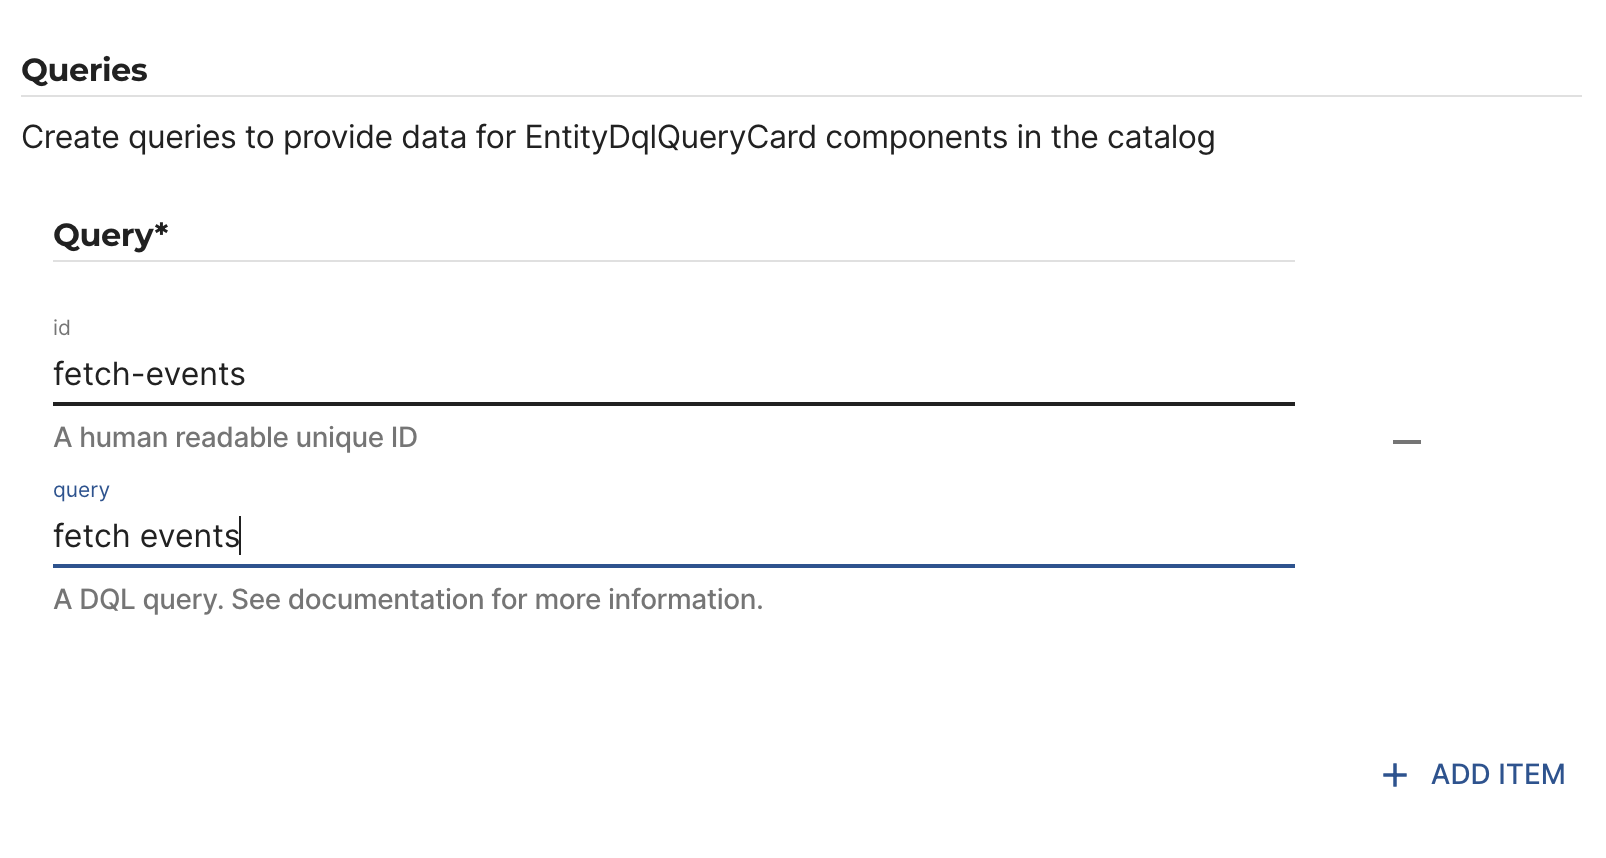 Queries
Create queries to provide data for EntityDqlQueryCard components in the catalog
Query*
id
fetch-events
A human readable unique ID
query
fetch events
A DQL query. See documentation for more information.
ADD ITEM